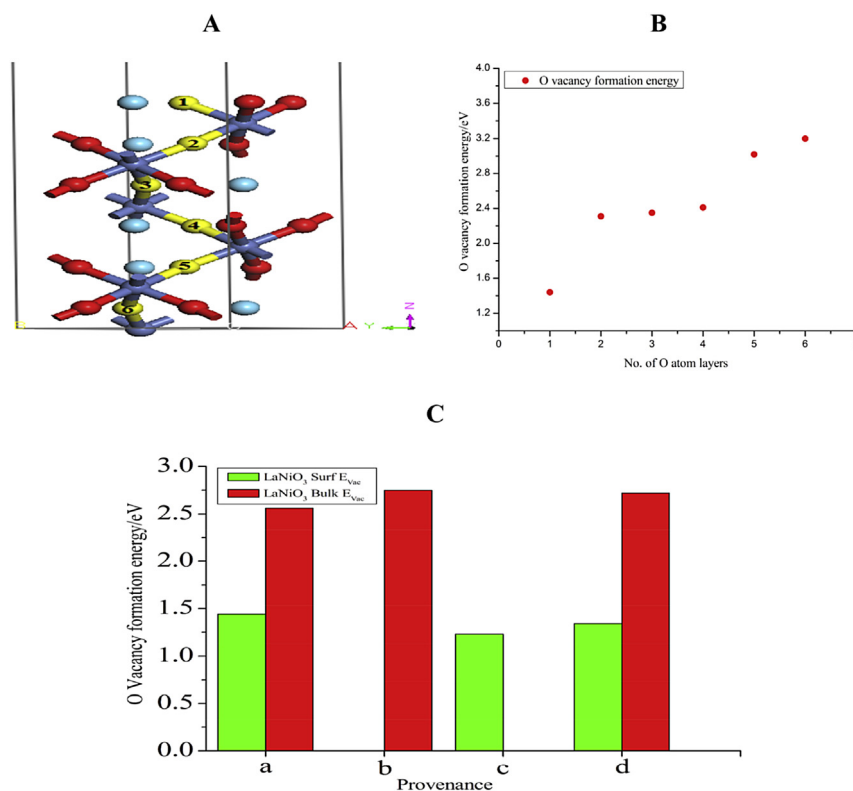 A
1
2
3
4
5
6
B
A
Y
Z
B
O vacancy formation energy
4.0
3.6
3.2
2.8
2.4
2.0
1.6
1.2
0 1 2 3 4 5 6
O vacancy formation energy/eV
No. of O atom layers
C
LaNiO3 Surf EVac
LaNiO3 Bulk EVac
3.0
2.5
2.0
1.5
1.0
0.5
0.0
O Vacancy formation energy/eV
a b c d
Provenance